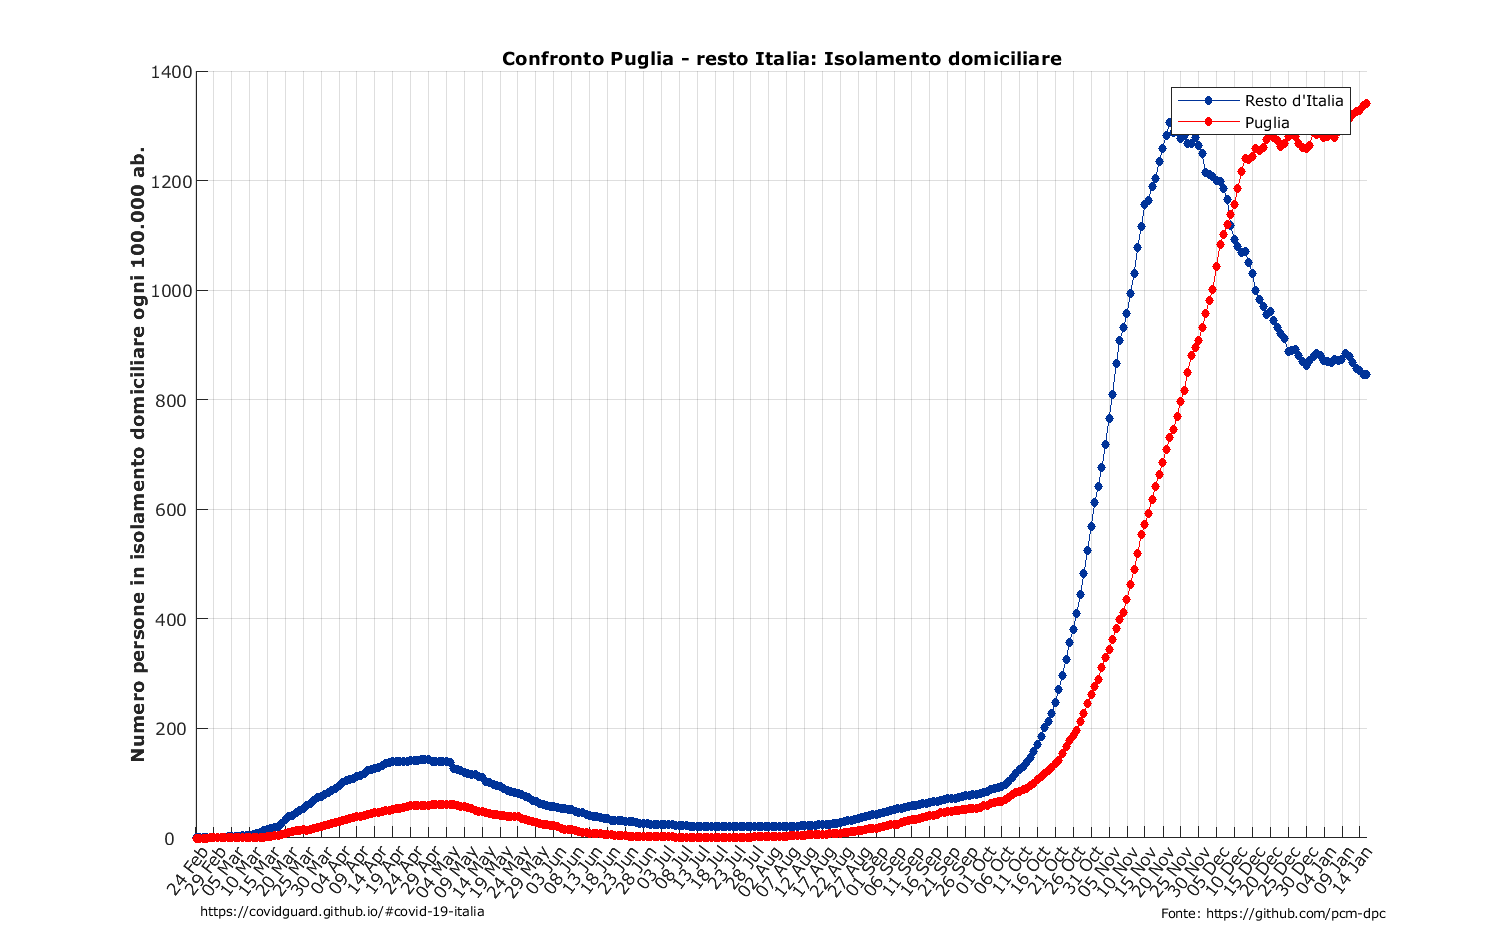 Confronto Puglia - resto Italia: Isolamento domiciliare
Numero persone in isolamento domiciliare ogni 100.000 ab.
1400
1200
1000
800
600
400
200
0
Resto d'Italia
Puglia
24 Feb
29 Feb
05 Mar
10 Mar
15 Mar
20 Mar
25 Mar
30 Mar
04 Apr
09 Apr
14 Apr
19 Apr
24 Apr
29 Apr
04 May
09 May
14 May
19 May
24 May
29 May
03 Jun
08 Jun
13 Jun
18 Jun
23 Jun
28 Jun
03 Jul
08 Jul
13 Jul
18 Jul
23 Jul
28 Jul
02 Aug
07 Aug
12 Aug
17 Aug
22 Aug
27 Aug
01 Sep
06 Sep
11 Sep
16 Sep
21 Sep
26 Sep
01 Oct
06 Oct
11 Oct
16 Oct
21 Oct
26 Oct
31 Oct
05 Nov
10 Nov
15 Nov
20 Nov
25 Nov
30 Nov
05 Dec
10 Dec
15 Dec
20 Dec
25 Dec
30 Dec
04 Jan
09 Jan
14 Jan
https://covidguard.github.io/#covid-19-italia
Fonte: https://github.com/pcm-dpc